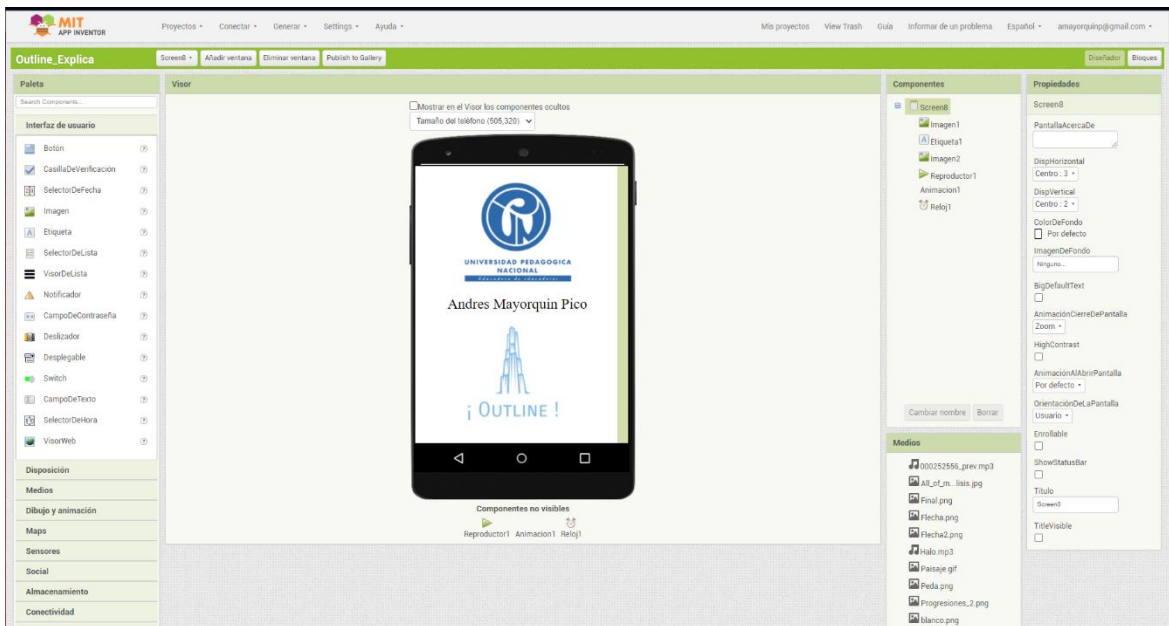 MIT
APP INVENTOR
Proyectos
Conectar
Generar
Settings
Ayuda
Mis proyectos
View Trash
Guía
Informar de un problema
Español
amayorquinp@gmail.com
Outline_Explica
Screen8
Añadir ventana
Eliminar ventana
Publish to Gallery
Diseñador
Bloques
Paleta
Search Components...
Interfaz de usuario
Botón
CasillaDeVerificación
SelectorDeFecha
Imagen
Etiqueta
SelectorDeLista
VisorDeLista
Notificador
CampoDeContraseña
Deslizador
Desplegable
Switch
CampoDeTexto
SelectorDeHora
VisorWeb
Disposición
Medios
Dibujo y animación
Maps
Sensores
Social
Almacenamiento
Conectividad
Visor
Mostrar en el Visor los componentes ocultos
Tamaño del teléfono (505,320)
UNIVERSIDAD PEDAGOGICA
NACIONAL
Educadora de educadores
Andres Mayorquin Pico
¡ OUTLINE !
Componentes no visibles
Reproductor1 Animacion1 Reloj1
Componentes
Screen8
Imagen1
Etiqueta1
Imagen2
Reproductor1
Animacion1
Reloj1
Cambiar nombre
Borrar
Medios
000252556_prev.mp3
All_of_m...lisis.jpg
Final.png
Flecha.png
Flecha2.png
Halo.mp3
Paisaje.gif
Peda.png
Progresiones_2.png
blanco.png
Propiedades
Screen8
PantallaAcercaDe
DispHorizontal
Centro : 3
DispVertical
Centro : 2
ColorDeFondo
Por defecto
ImagenDeFondo
Ninguno...
BigDefaultText
AnimaciónCierreDePantalla
Zoom
HighContrast
AnimaciónAlAbrirPantalla
Por defecto
OrientaciónDeLaPantalla
Usuario
Enrollable
ShowStatusBar
Título
Screen8
TitleVisible